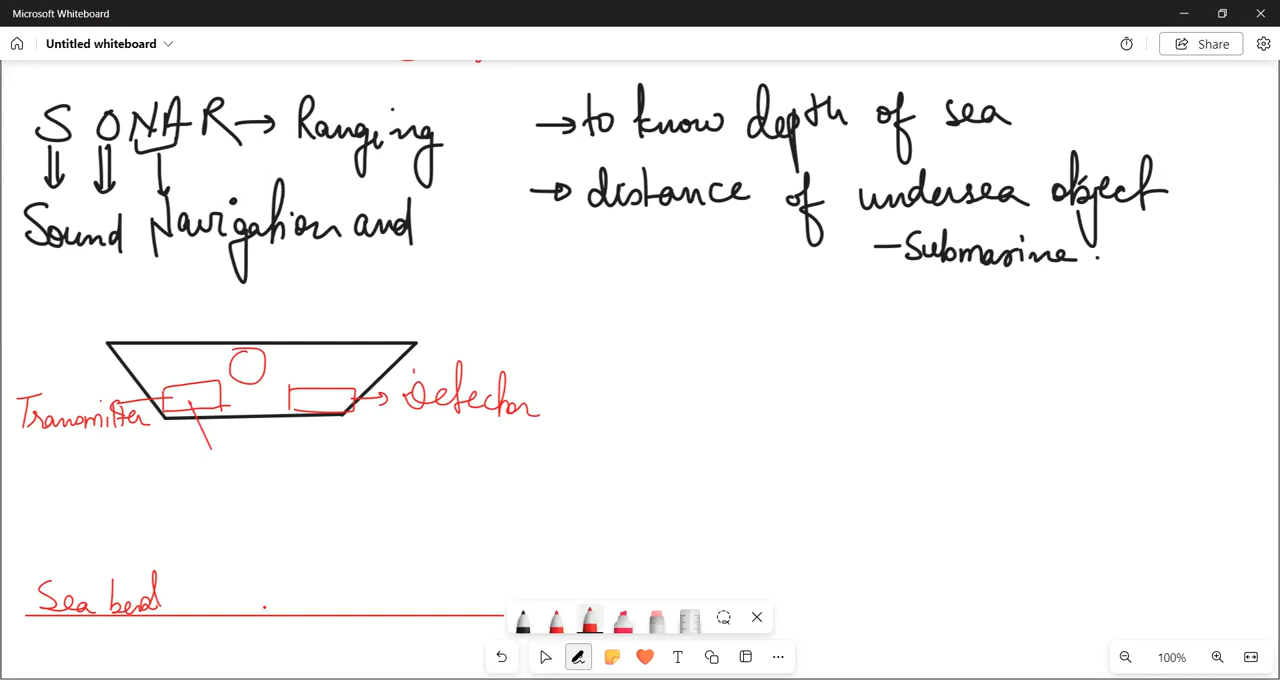 Microsoft Whiteboard
Untitled whiteboard
Share
SONAR → Ranging
Sound Navigation and
→ to know depth of sea
→ distance of undersea object
- Submarine.
Transmitter
Detector
Sea bed
100%